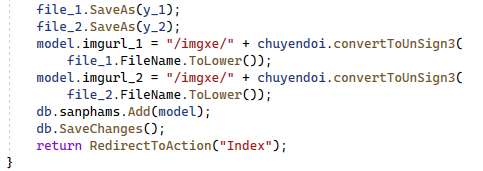 file_1.SaveAs(y_1);
file_2.SaveAs(y_2);
model.imgurl_1 = "/imgxe/" + chuyendoi.convertToUnSign3(
file_1.FileName.ToLower());
model.imgurl_2 = "/imgxe/" + chuyendoi.convertToUnSign3(
file_2.FileName.ToLower());
db.sanphams.Add(model);
db.SaveChanges();
return RedirectToAction("Index");
}